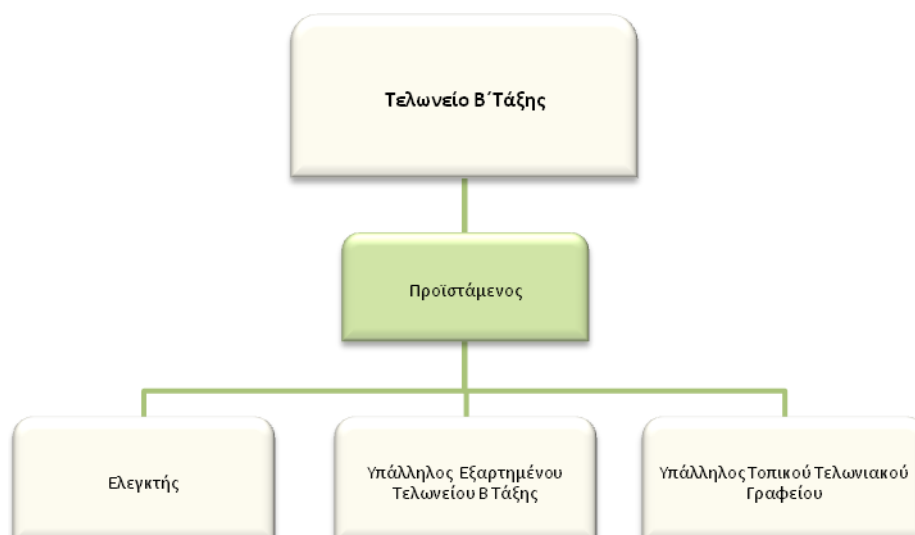 Τελωνείο Β΄Τάξης
Προϊστάμενος
Ελεγκτής
Υπάλληλος Εξαρτημένου
Τελωνείου Β Τάξης
Υπάλληλος Τοπικού Τελωνιακού
Γραφείου